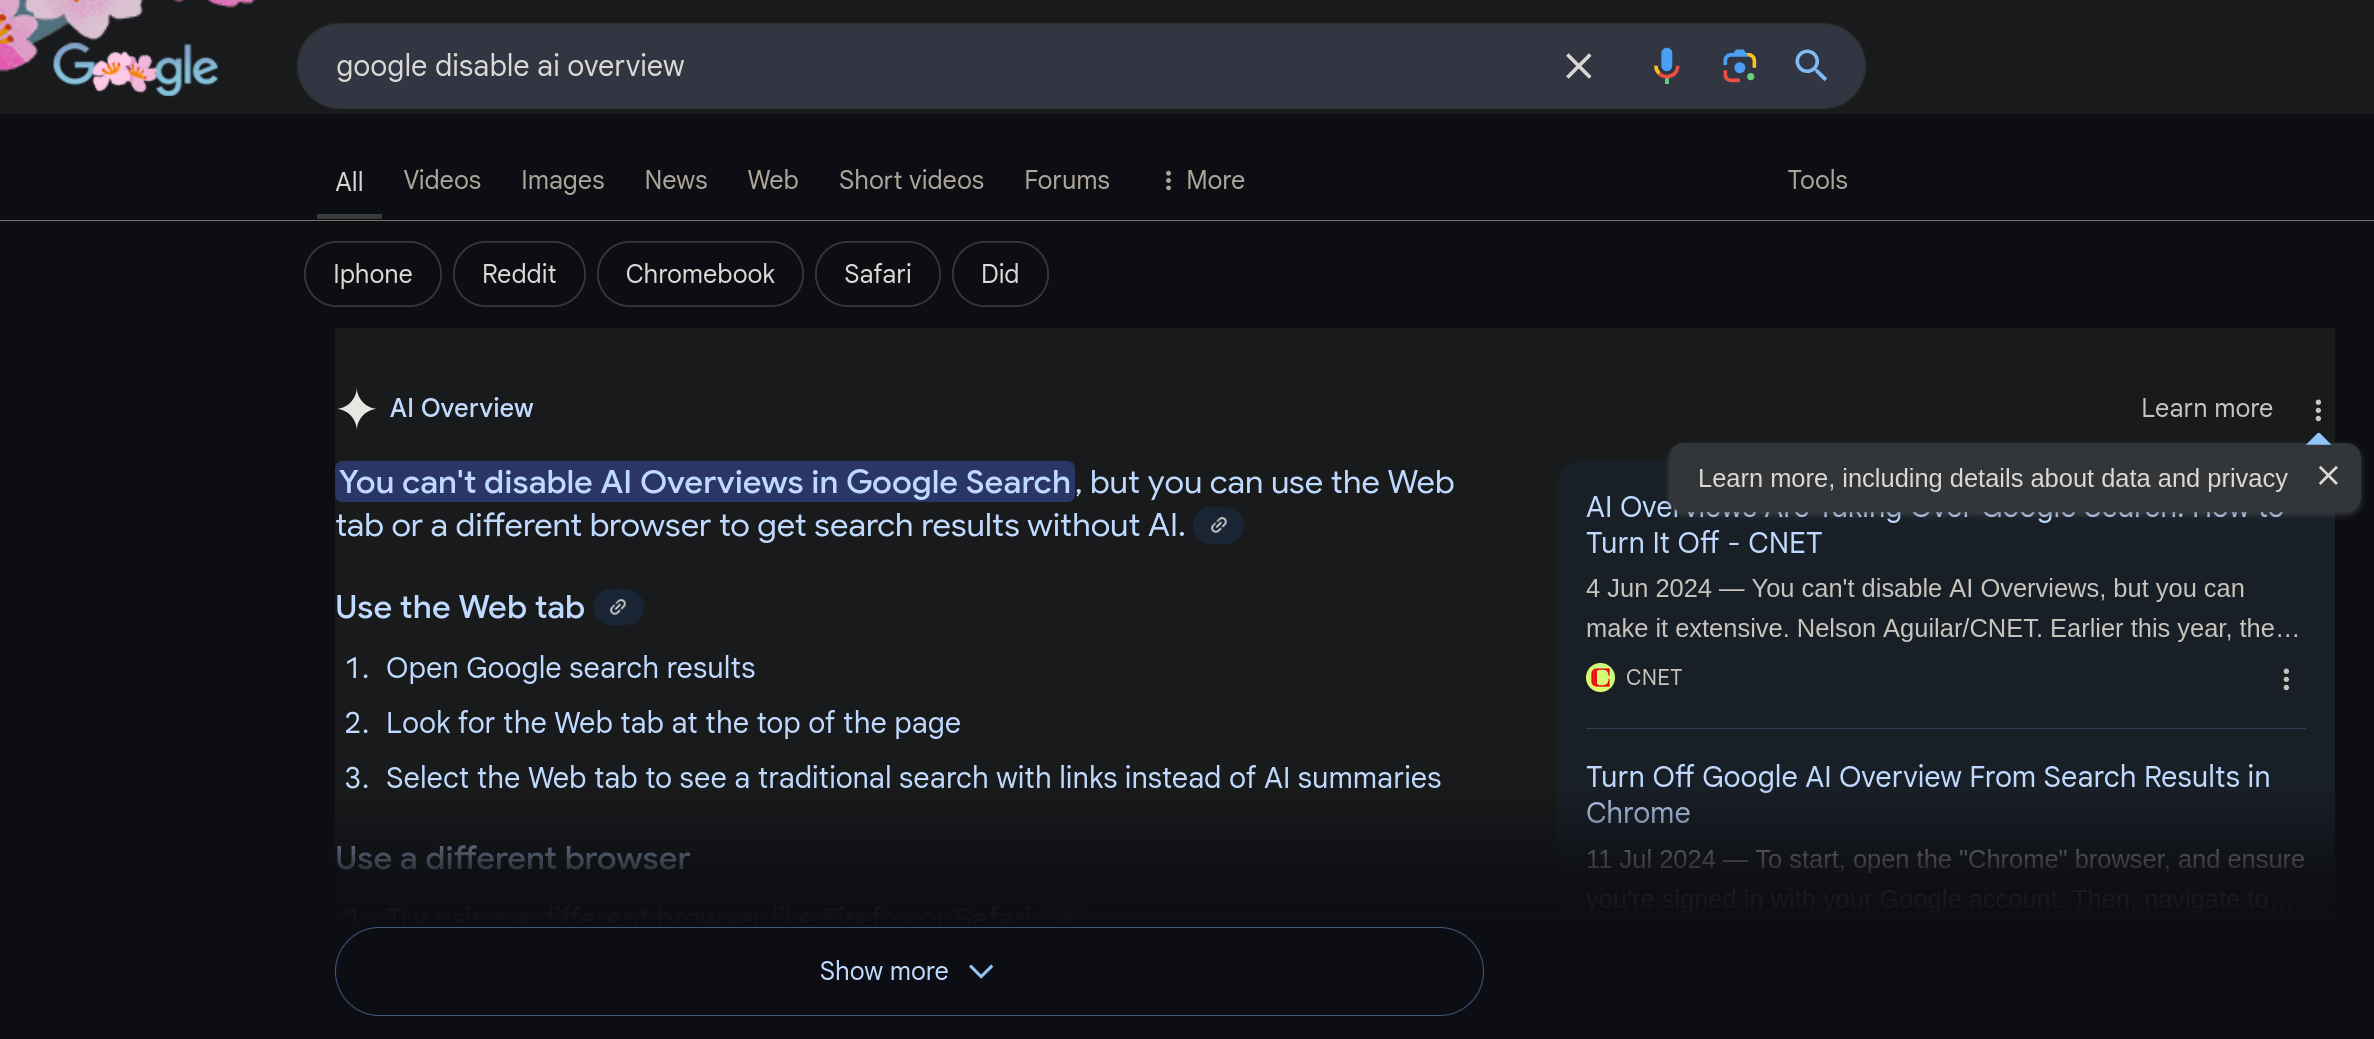 Google
google disable ai overview
All Videos Images News Web Short videos Forums More Tools
Iphone Reddit Chromebook Safari Did
AI Overview
Learn more
You can't disable AI Overviews in Google Search, but you can use the Web
tab or a different browser to get search results without AI.
Use the Web tab
1. Open Google search results
2. Look for the Web tab at the top of the page
3. Select the Web tab to see a traditional search with links instead of AI summaries
Use a different browser
1. Try using a different browser like Firefox or Safari
Show more
Learn more, including details about data and privacy
AI Overviews Are Taking Over Google Search: How to
Turn It Off - CNET
4 Jun 2024 — You can't disable AI Overviews, but you can
make it extensive. Nelson Aguilar/CNET. Earlier this year, the…
CNET
Turn Off Google AI Overview From Search Results in
Chrome
11 Jul 2024 — To start, open the "Chrome" browser, and ensure
you're signed in with your Google account. Then, navigate to…